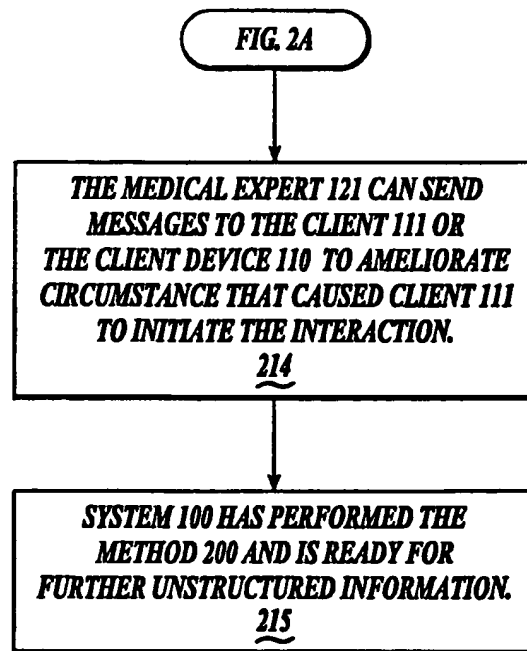 FIG. 2A
THE MEDICAL EXPERT 121 CAN SEND
MESSAGES TO THE CLIENT 111 OR
THE CLIENT DEVICE 110 TO AMELIORATE
CIRCUMSTANCE THAT CAUSED CLIENT 111
TO INITIATE THE INTERACTION.
214
SYSTEM 100 HAS PERFORMED THE
METHOD 200 AND IS READY FOR
FURTHER UNSTRUCTURED INFORMATION.
215